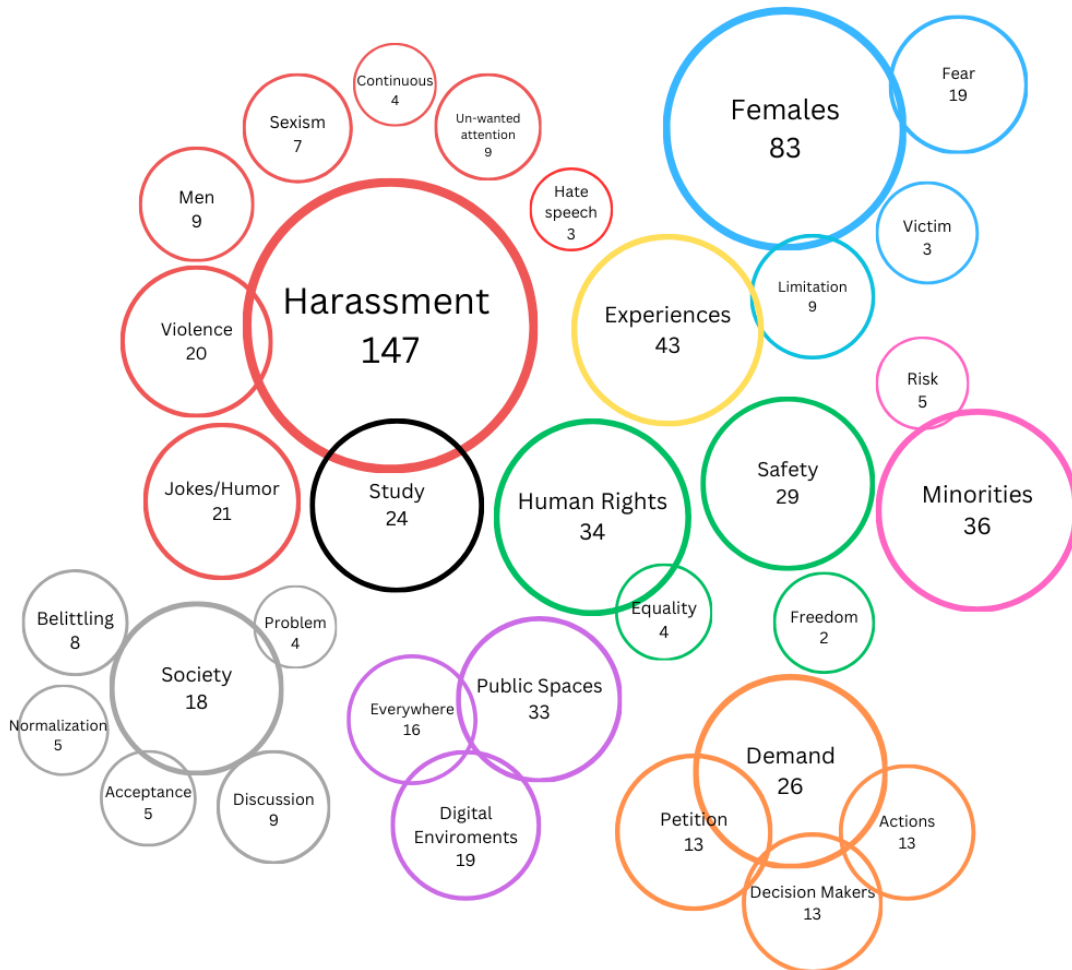 Continuous
4
Sexism
7
Un-wanted
attention
9
Men
9
Hate
speech
3
Harassment
147
Violence
20
Jokes/Humor
21
Study
24
Females
83
Fear
19
Victim
3
Limitation
9
Experiences
43
Risk
5
Minorities
36
Safety
29
Human Rights
34
Equality
4
Freedom
2
Belittling
8
Problem
4
Society
18
Normalization
5
Acceptance
5
Discussion
9
Everywhere
16
Public Spaces
33
Digital
Enviroments
19
Demand
26
Petition
13
Actions
13
Decision Makers
13